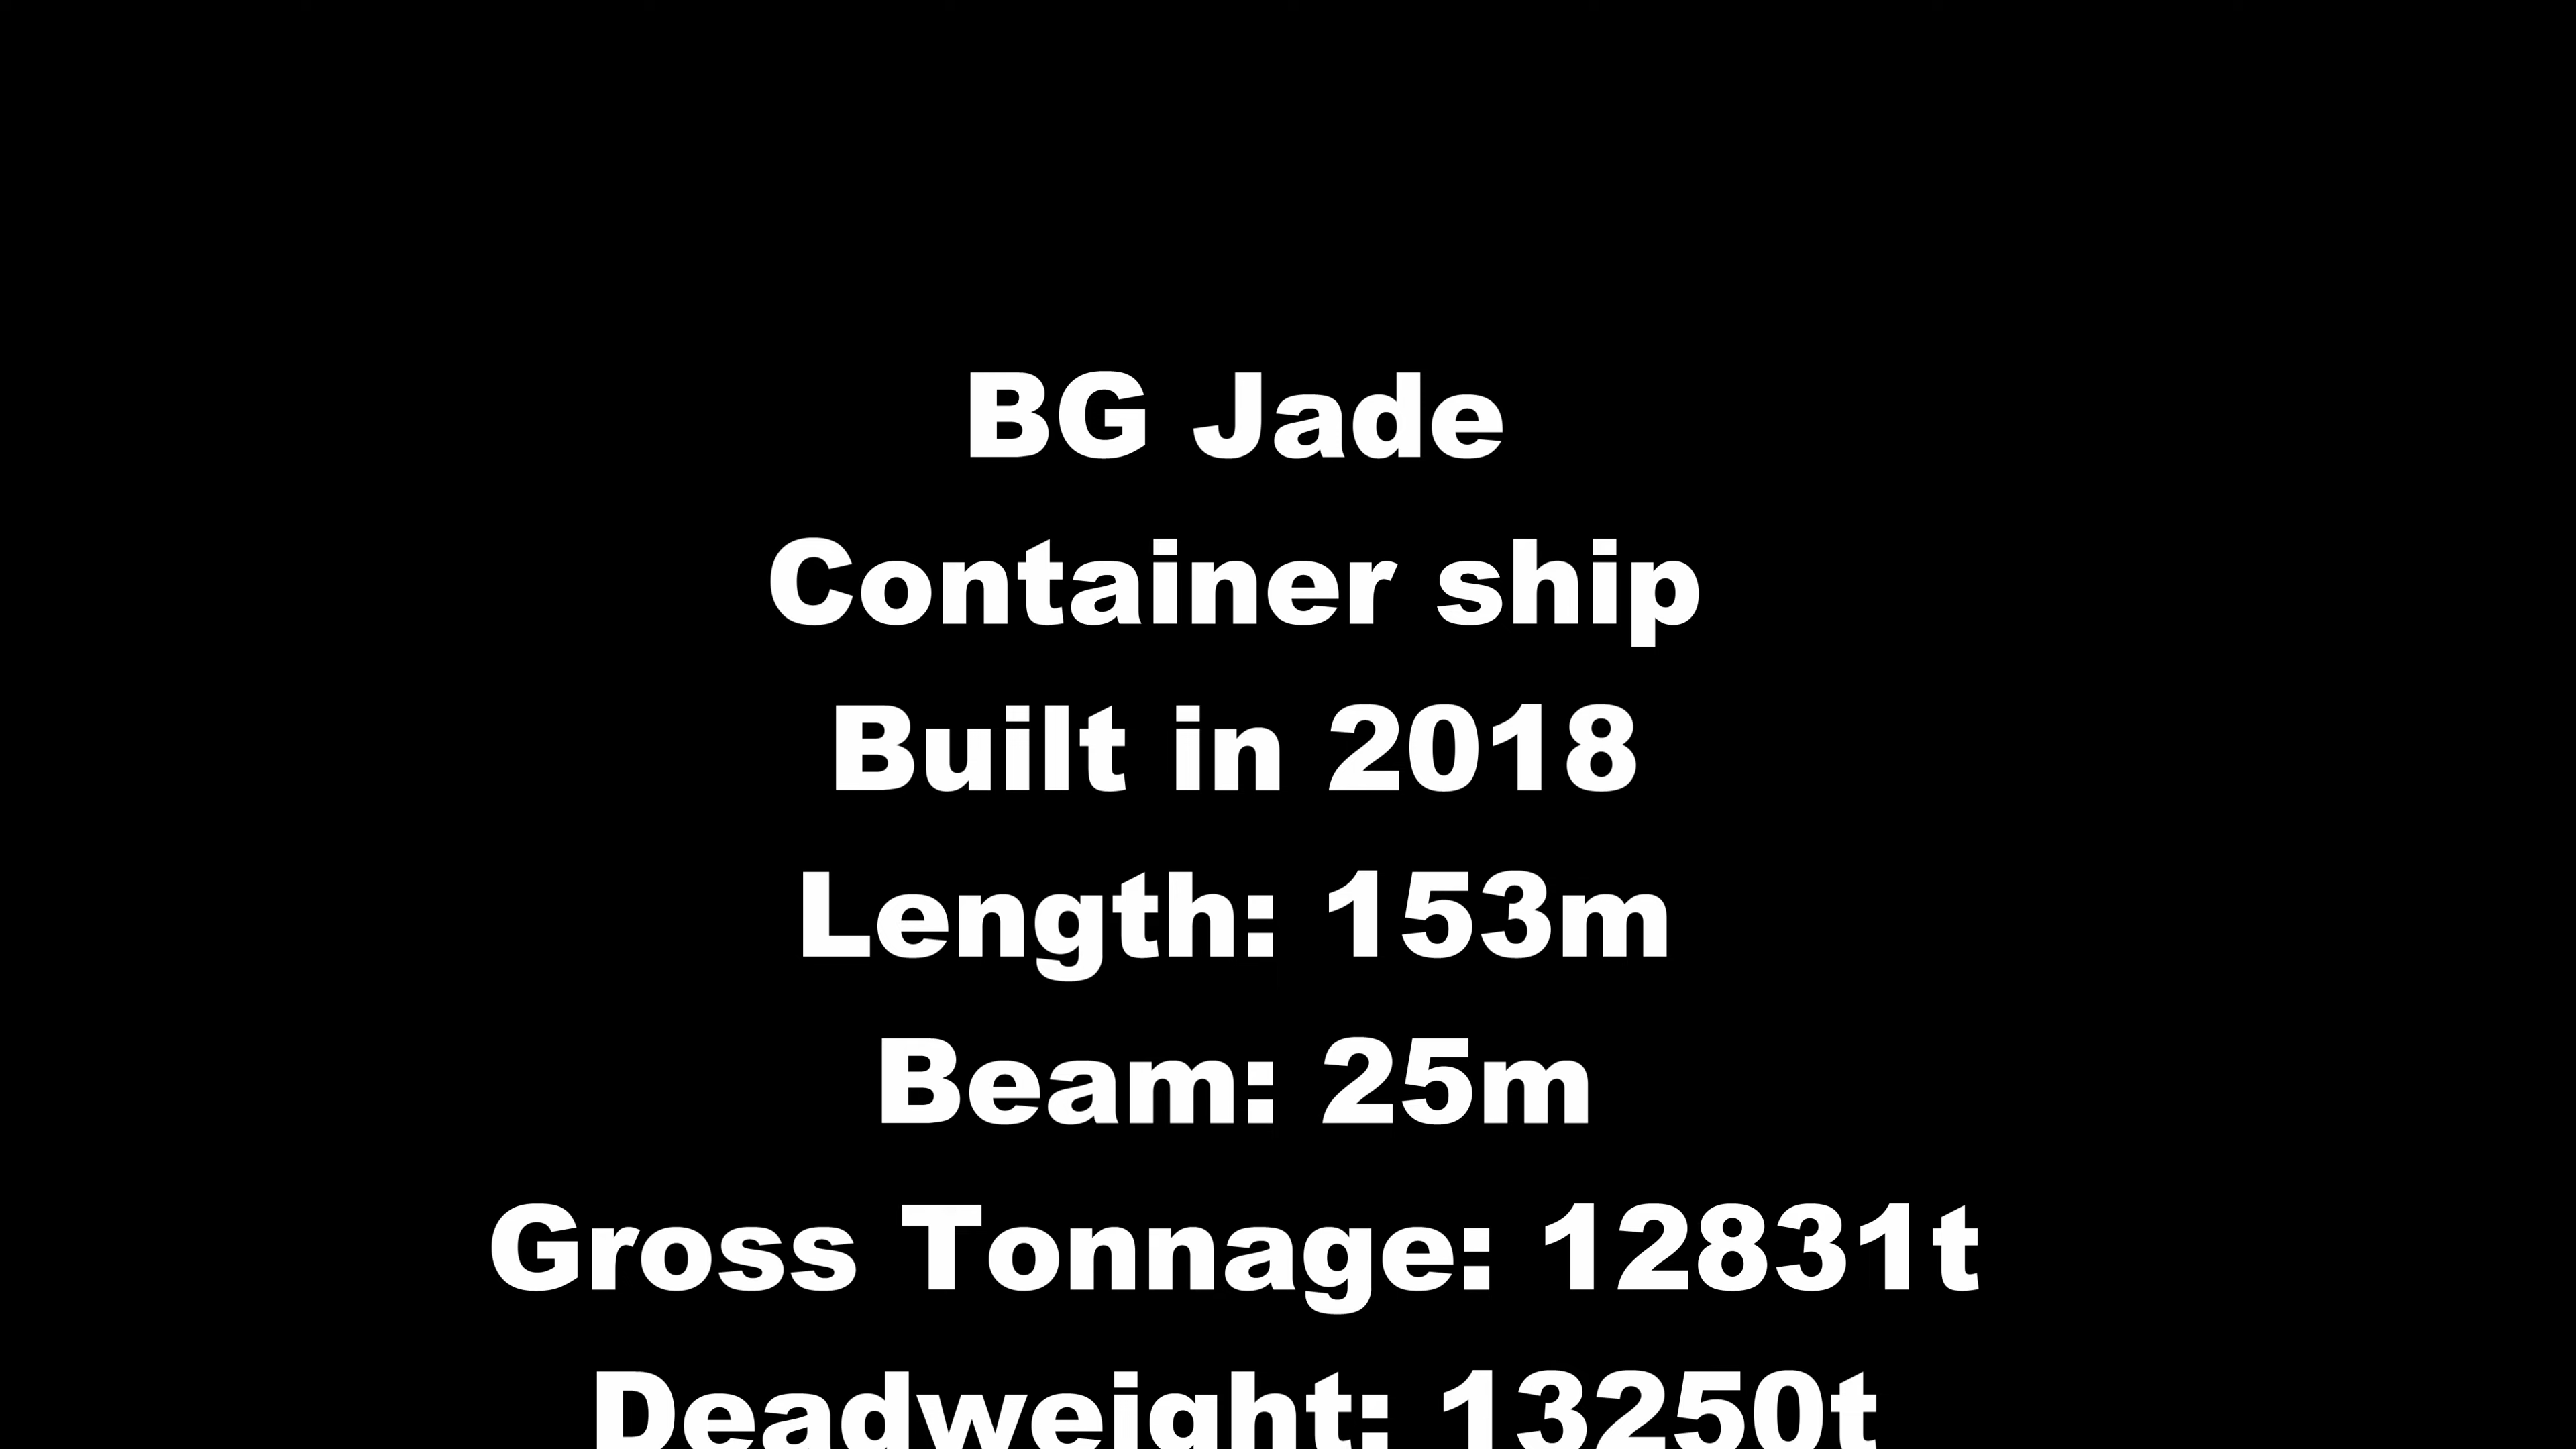 BG Jade
Container ship
Built in 2018
Length: 153m
Beam: 25m
Gross Tonnage: 12831t
Deadweight: 13250t